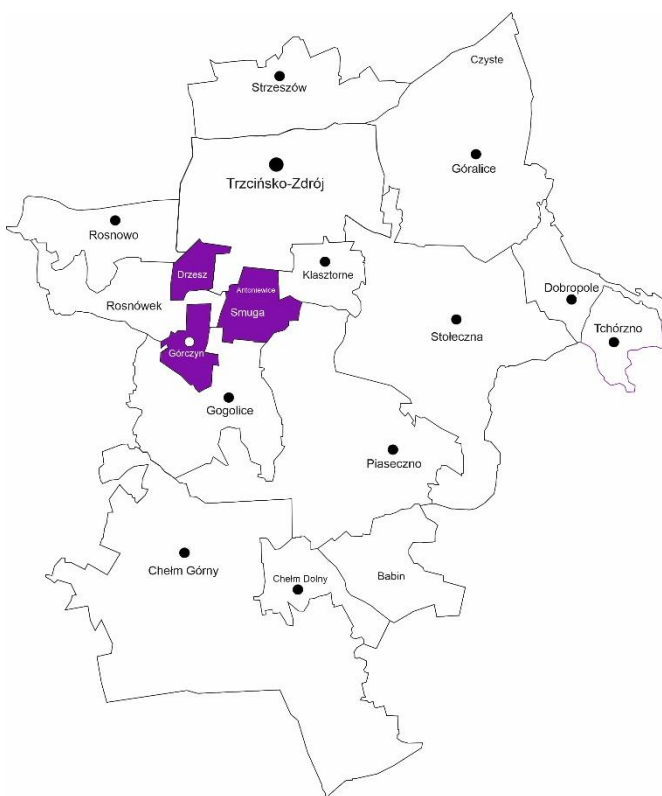 Czyste
Strzeszów
Góralice
Trzcińsko-Zdrój
Rosnowo
Drzesz
Klasztorne
Antoniewice
Dobropole
Rosnówek
Smuga
Stołeczna
Tchórzno
Górczyn
Gogolice
Piaseczno
Chełm Górny
Chełm Dolny
Babin